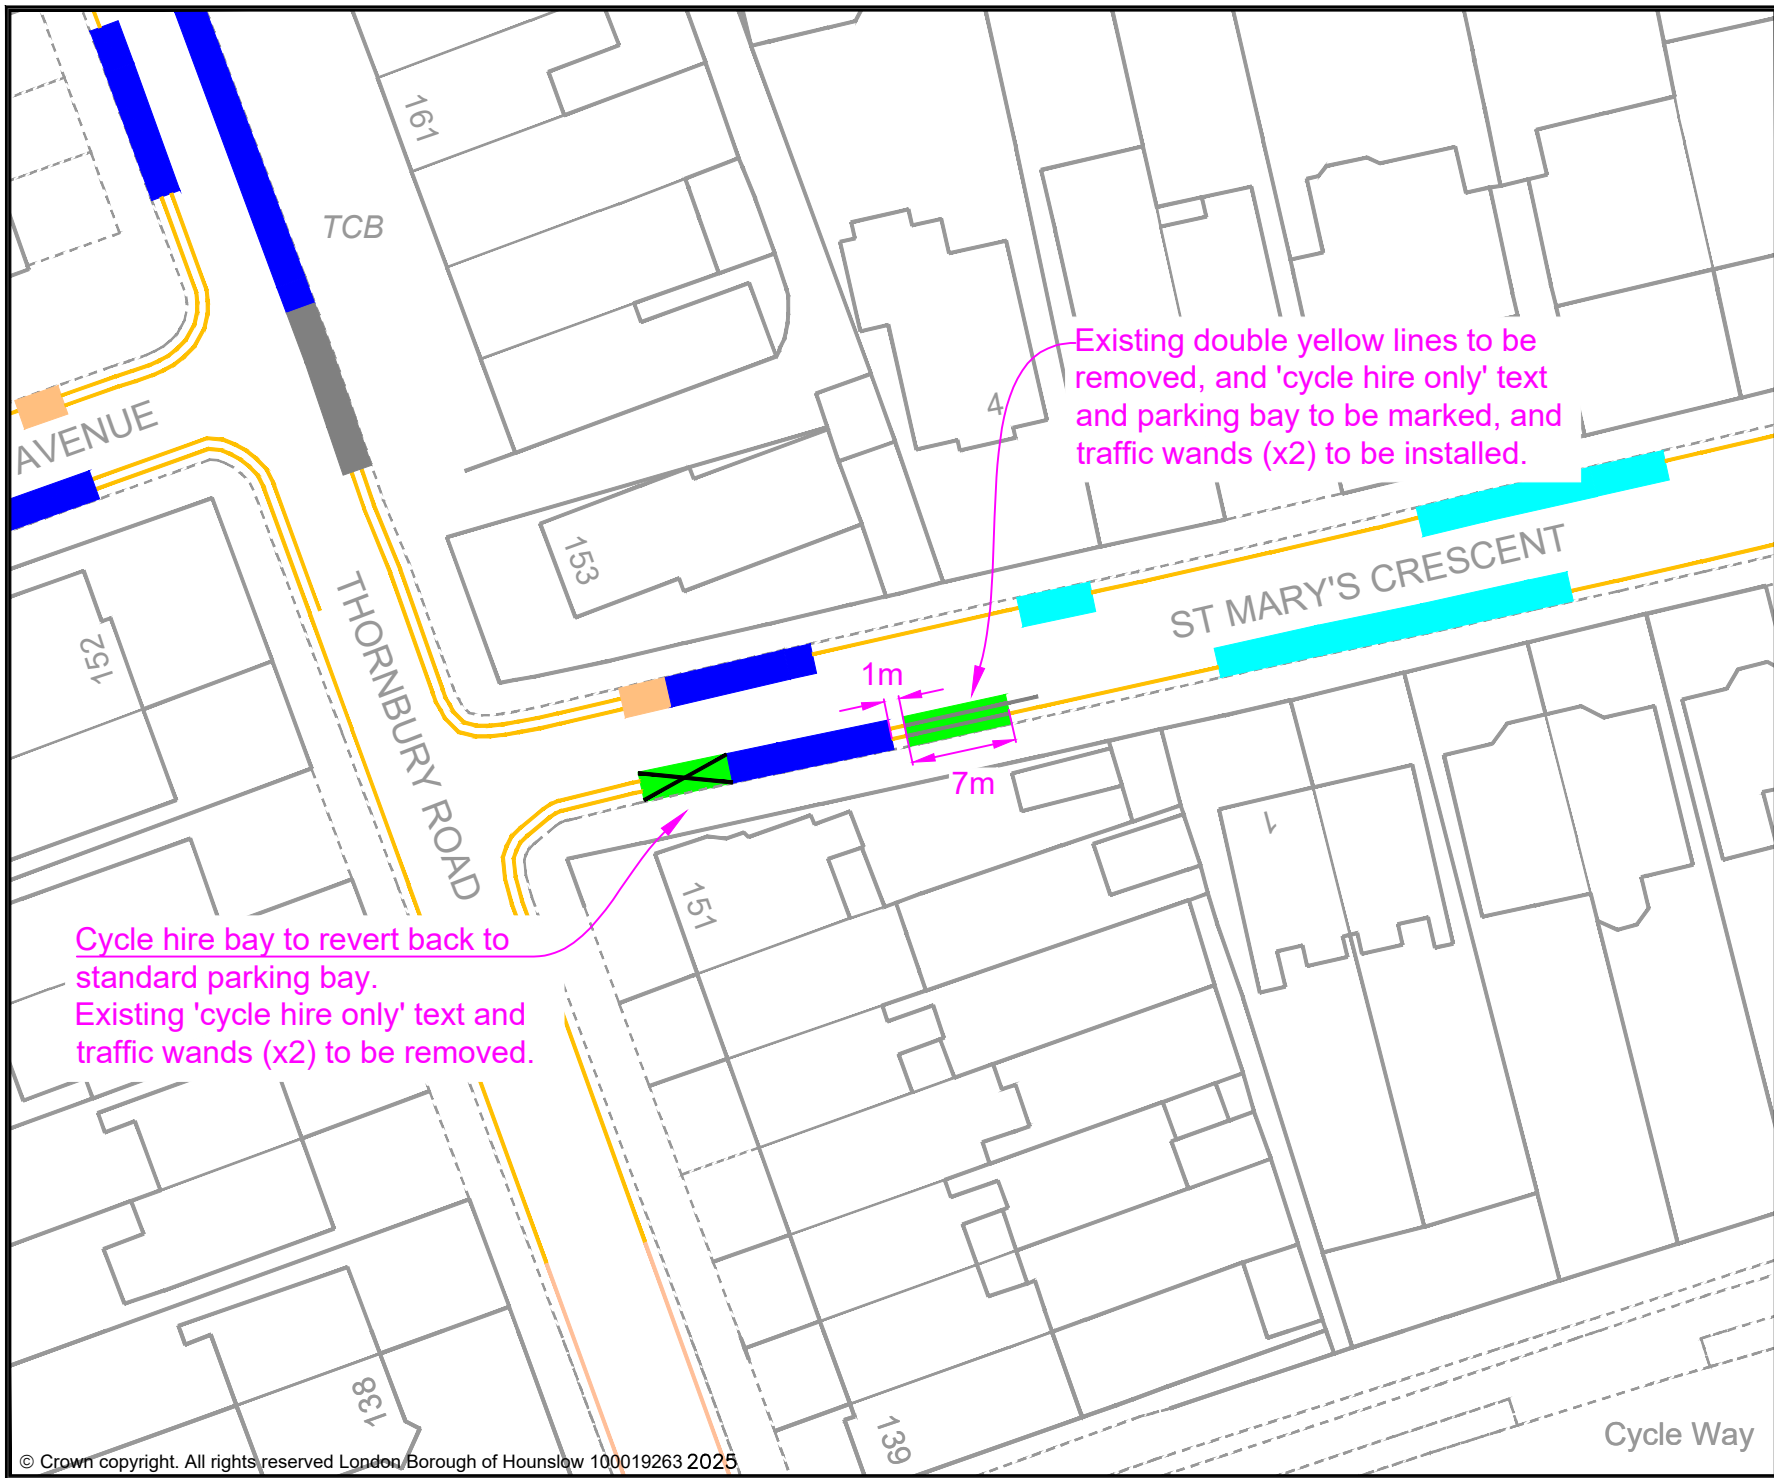 161
TCB
Existing double yellow lines to be
removed, and 'cycle hire only' text
and parking bay to be marked, and
traffic wands (x2) to be installed.
4
AVENUE
153
ST MARY'S CRESCENT
152
THORNBURY ROAD
1m
7m
1
151
Cycle hire bay to revert back to
standard parking bay.
Existing 'cycle hire only' text and
traffic wands (x2) to be removed.
138
139
Cycle Way
© Crown copyright. All rights reserved London Borough of Hounslow 100019263 2025